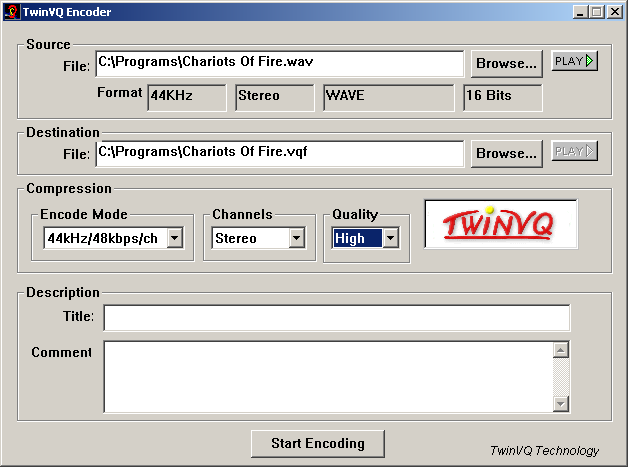 TwinVQ Encoder
Source
File: C:\Programs\Chariots Of Fire.wav Browse... PLAY
Format 44KHz Stereo WAVE 16 Bits
Destination
File: C:\Programs\Chariots Of Fire.vqf Browse... PLAY
Compression
Encode Mode Channels Quality
44kHz/48kbps/ch Stereo High
TWINVQ
Description
Title:
Comment
Start Encoding
TwinVQ Technology